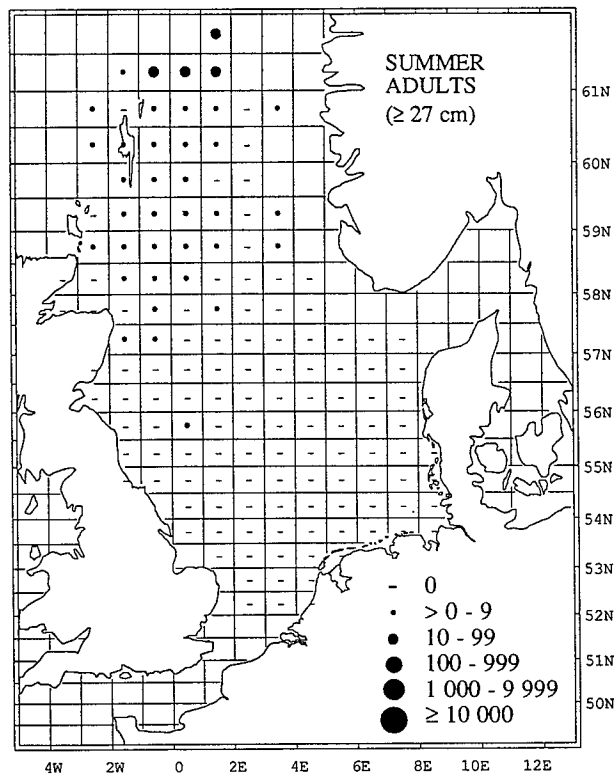 SUMMER
ADULTS
(≥ 27 cm)
61N
60N
59N
58N
57N
56N
55N
54N
53N
52N
51N
50N
- 0
> 0 - 9
10 - 99
100 - 999
1 000 - 9 999
≥ 10 000
4W 2W 0 2E 4E 6E 8E 10E 12E